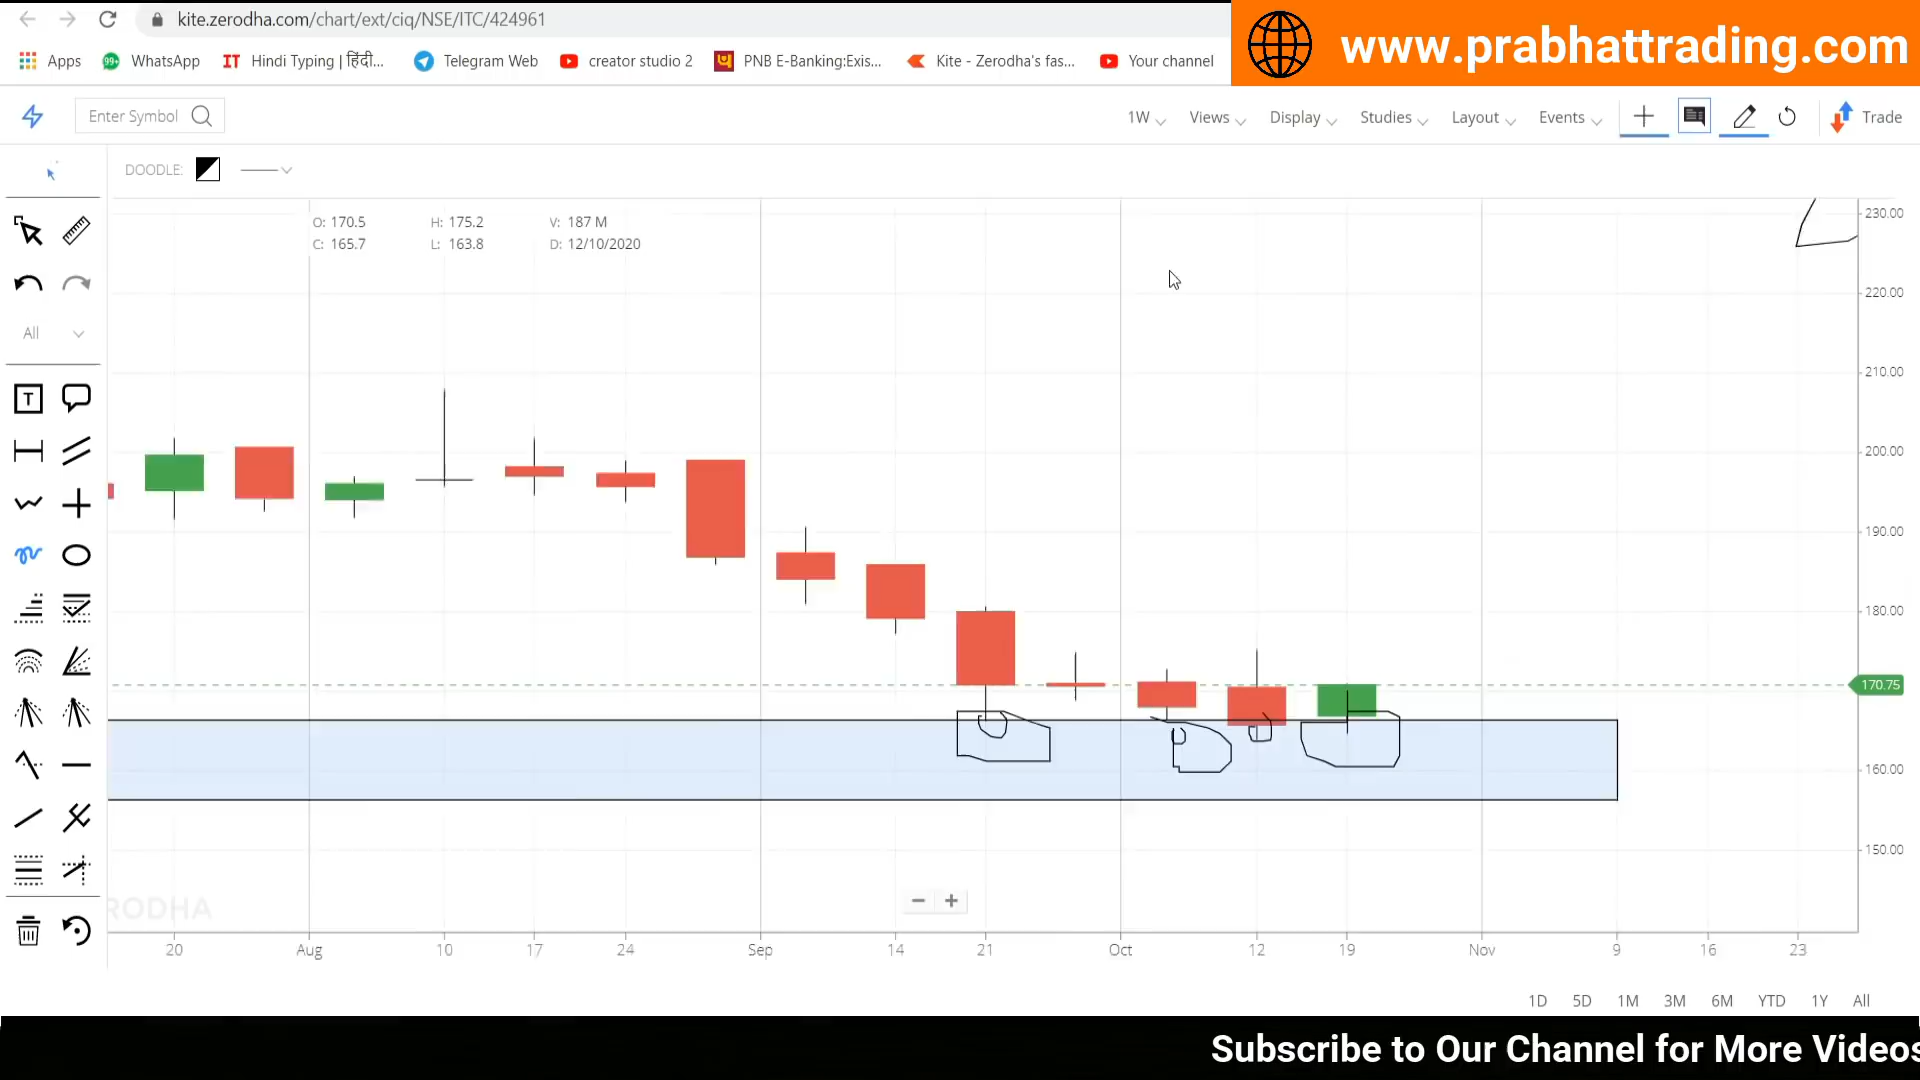 kite.zerodha.com/chart/ext/ciq/NSE/ITC/424961
www.prabhattrading.com
Apps 99+ WhatsApp IT Hindi Typing | हिंदी... Telegram Web creator studio 2 PNB E-Banking:Exis... Kite - Zerodha's fas... Your channel
Enter Symbol 1W Views Display Studies Layout Events Trade
DOODLE:
O: 170.5 H: 175.2 V: 187 M
C: 165.7 L: 163.8 D: 12/10/2020
230.00
220.00
All
210.00
T
200.00
190.00
180.00
170.75
160.00
150.00
RODHA
20 Aug 10 17 24 Sep 14 21 Oct 12 19 Nov 9 16 23
1D 5D 1M 3M 6M YTD 1Y All
Subscribe to Our Channel for More Videos